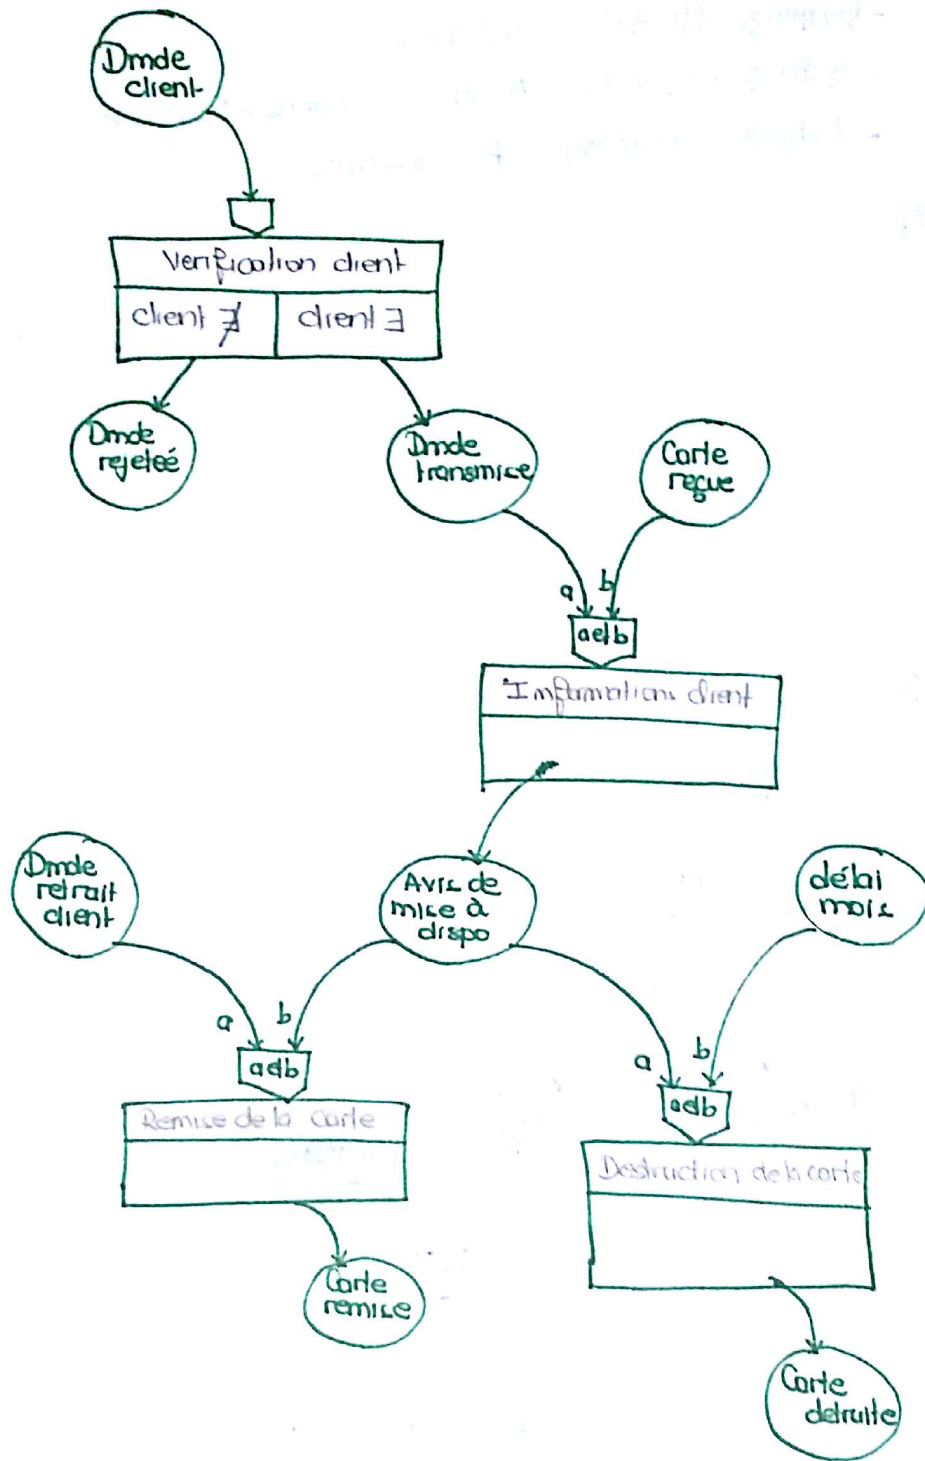 Dmde
client
Verification client
client ∄
client ∃
Dmde
rejeteé
Dmde
transmise
Carte
reçue
a
b
a et b
Informations client
Dmde
retrait
client
Avis de
mise à
dispo
délai
mois
a
b
a et b
a
b
a et b
Remise de la carte
Destruction de la carte
Carte
remise
Carte
detruite